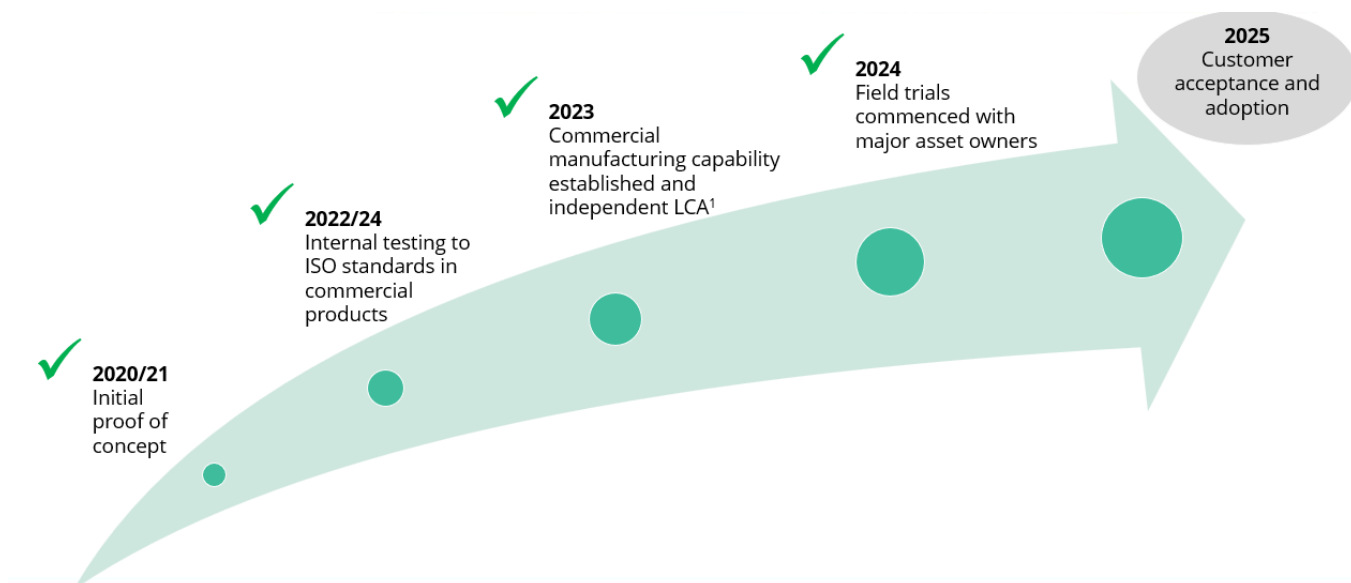 2020/21
Initial
proof of
concept
2022/24
Internal testing to
ISO standards in
commercial
products
2023
Commercial
manufacturing capability
established and
independent LCA¹
2024
Field trials
commenced with
major asset owners
2025
Customer
acceptance and
adoption